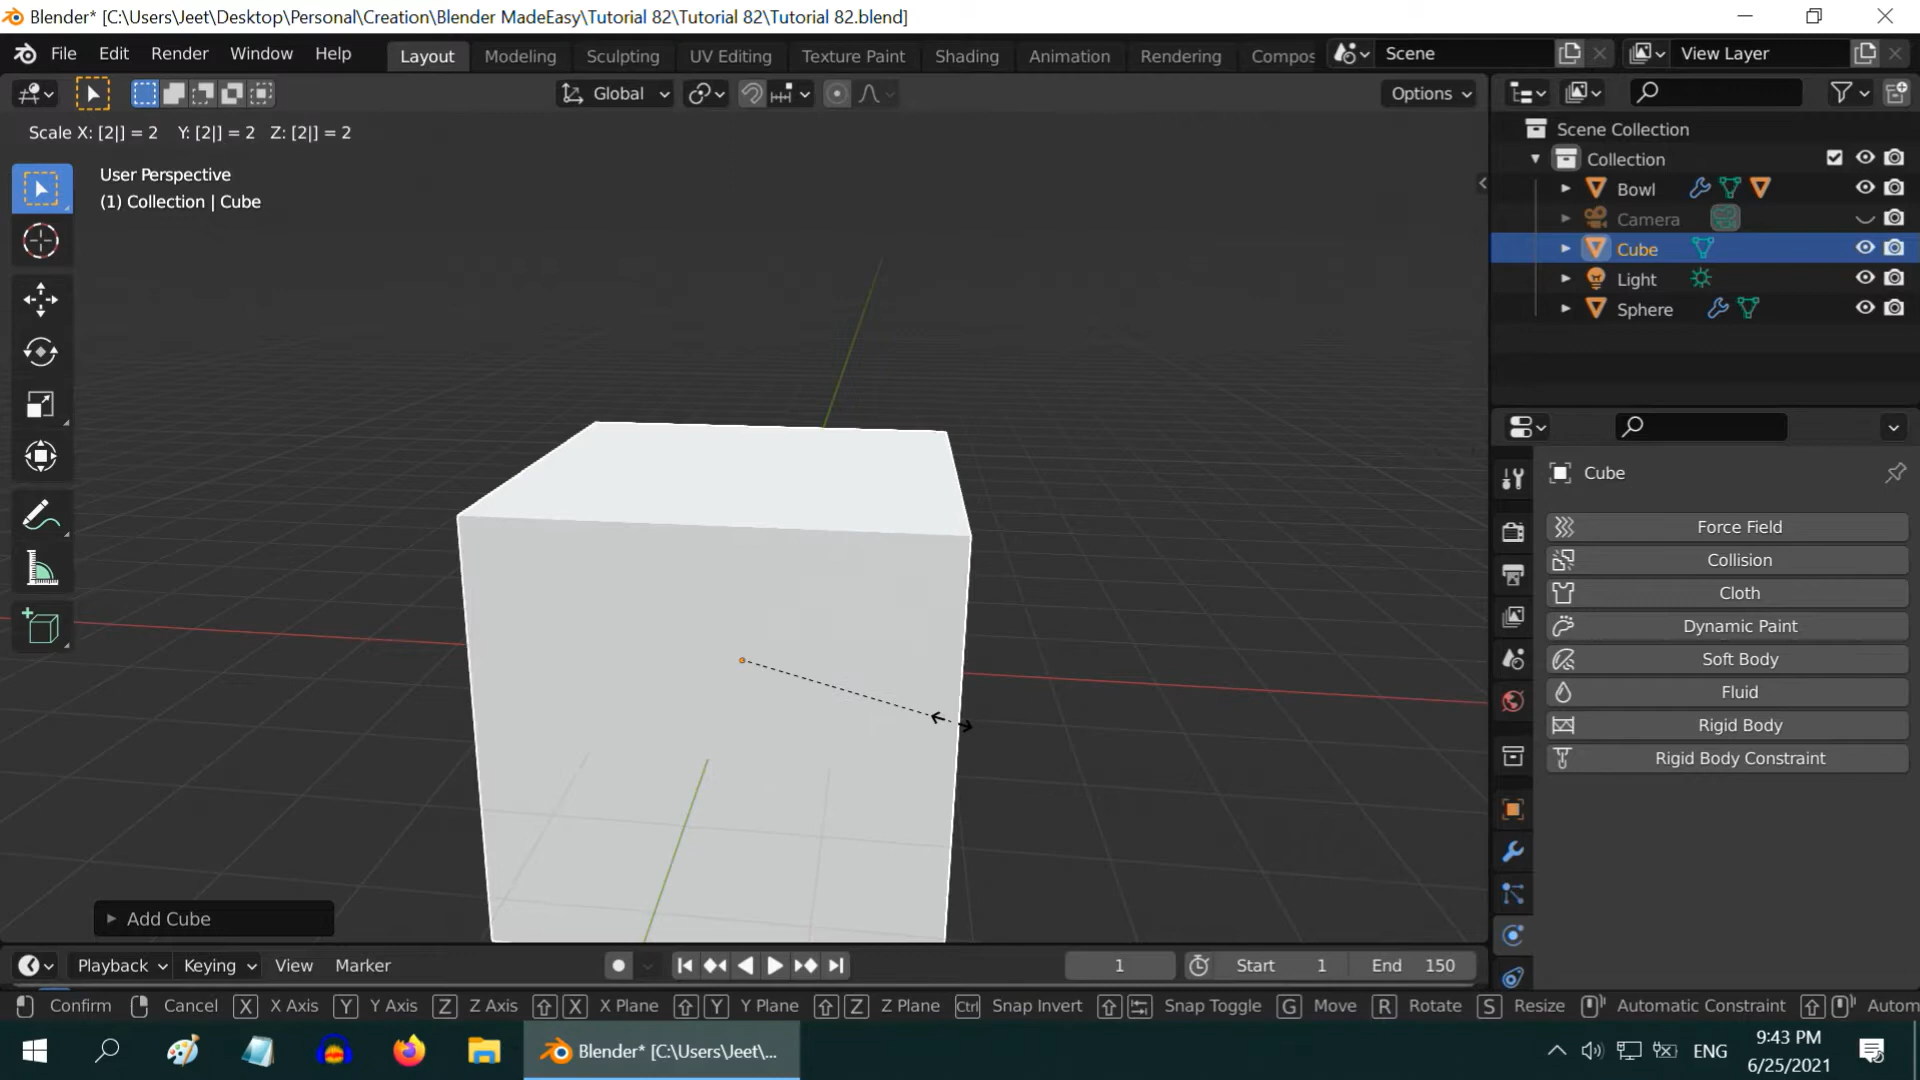 Blender* [C:\Users\Jeet\Desktop\Personal\Creation\Blender MadeEasy\Tutorial 82\Tutorial 82\Tutorial 82.blend]
File Edit Render Window Help Layout Modeling Sculpting UV Editing Texture Paint Shading Animation Rendering Compos Scene View Layer
Global Options
Scale X: [2|] = 2 Y: [2|] = 2 Z: [2|] = 2
User Perspective
(1) Collection | Cube
Scene Collection
Collection
Bowl
Camera
Cube
Light
Sphere
Cube
Force Field
Collision
Cloth
Dynamic Paint
Soft Body
Fluid
Rigid Body
Rigid Body Constraint
Add Cube
Playback Keying View Marker 1 Start 1 End 150
Confirm Cancel X X Axis Y Y Axis Z Z Axis X X Plane Y Y Plane Z Z Plane Ctrl Snap Invert Snap Toggle G Move R Rotate S Resize Automatic Constraint Autom
Blender* [C:\Users\Jeet\...
ENG
9:43 PM
6/25/2021